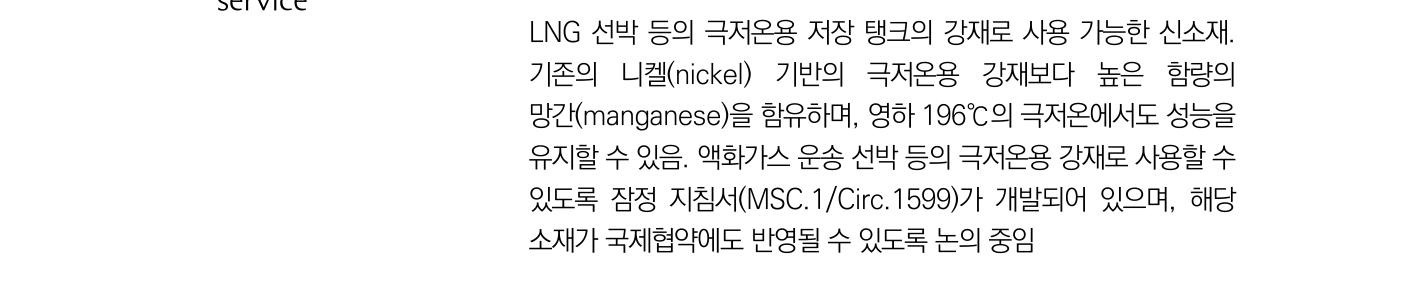 service
LNG 선박 등의 극저온용 저장 탱크의 강재로 사용 가능한 신소재.
기존의 니켈(nickel) 기반의 극저온용 강재보다 높은 함량의
망간(manganese)을 함유하며, 영하 196℃의 극저온에서도 성능을
유지할 수 있음. 액화가스 운송 선박 등의 극저온용 강재로 사용할 수
있도록 잠정 지침서(MSC.1/Circ.1599)가 개발되어 있으며, 해당
소재가 국제협약에도 반영될 수 있도록 논의 중임